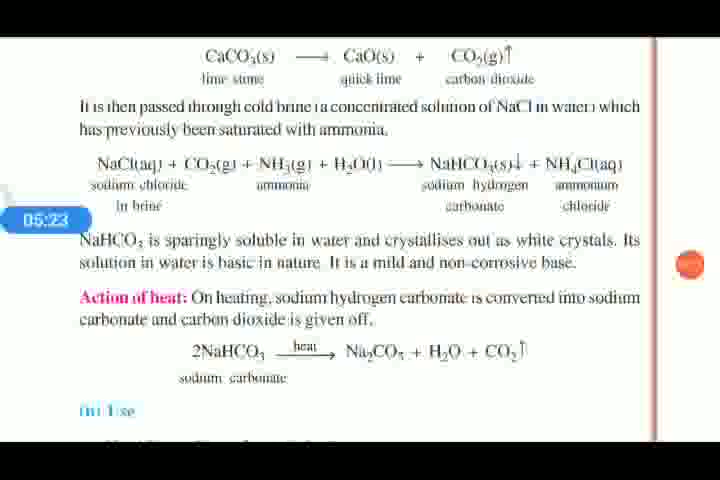 CaCO₃(s) ⟶ CaO(s) + CO₂(g)↑
lime stone quick lime carbon dioxide
It is then passed through cold brine (a concentrated solution of NaCl in water) which
has previously been saturated with ammonia.
NaCl(aq) + CO₂(g) + NH₃(g) + H₂O(l) ⟶ NaHCO₃(s)↓ + NH₄Cl(aq)
sodium chloride ammonia sodium hydrogen ammonium
in brine carbonate chloride
05:23
NaHCO₃ is sparingly soluble in water and crystallises out as white crystals. Its
solution in water is basic in nature. It is a mild and non-corrosive base.
Action of heat: On heating, sodium hydrogen carbonate is converted into sodium
carbonate and carbon dioxide is given off.
2NaHCO₃ heat⟶ Na₂CO₃ + H₂O + CO₂↑
sodium carbonate
(ii) Use